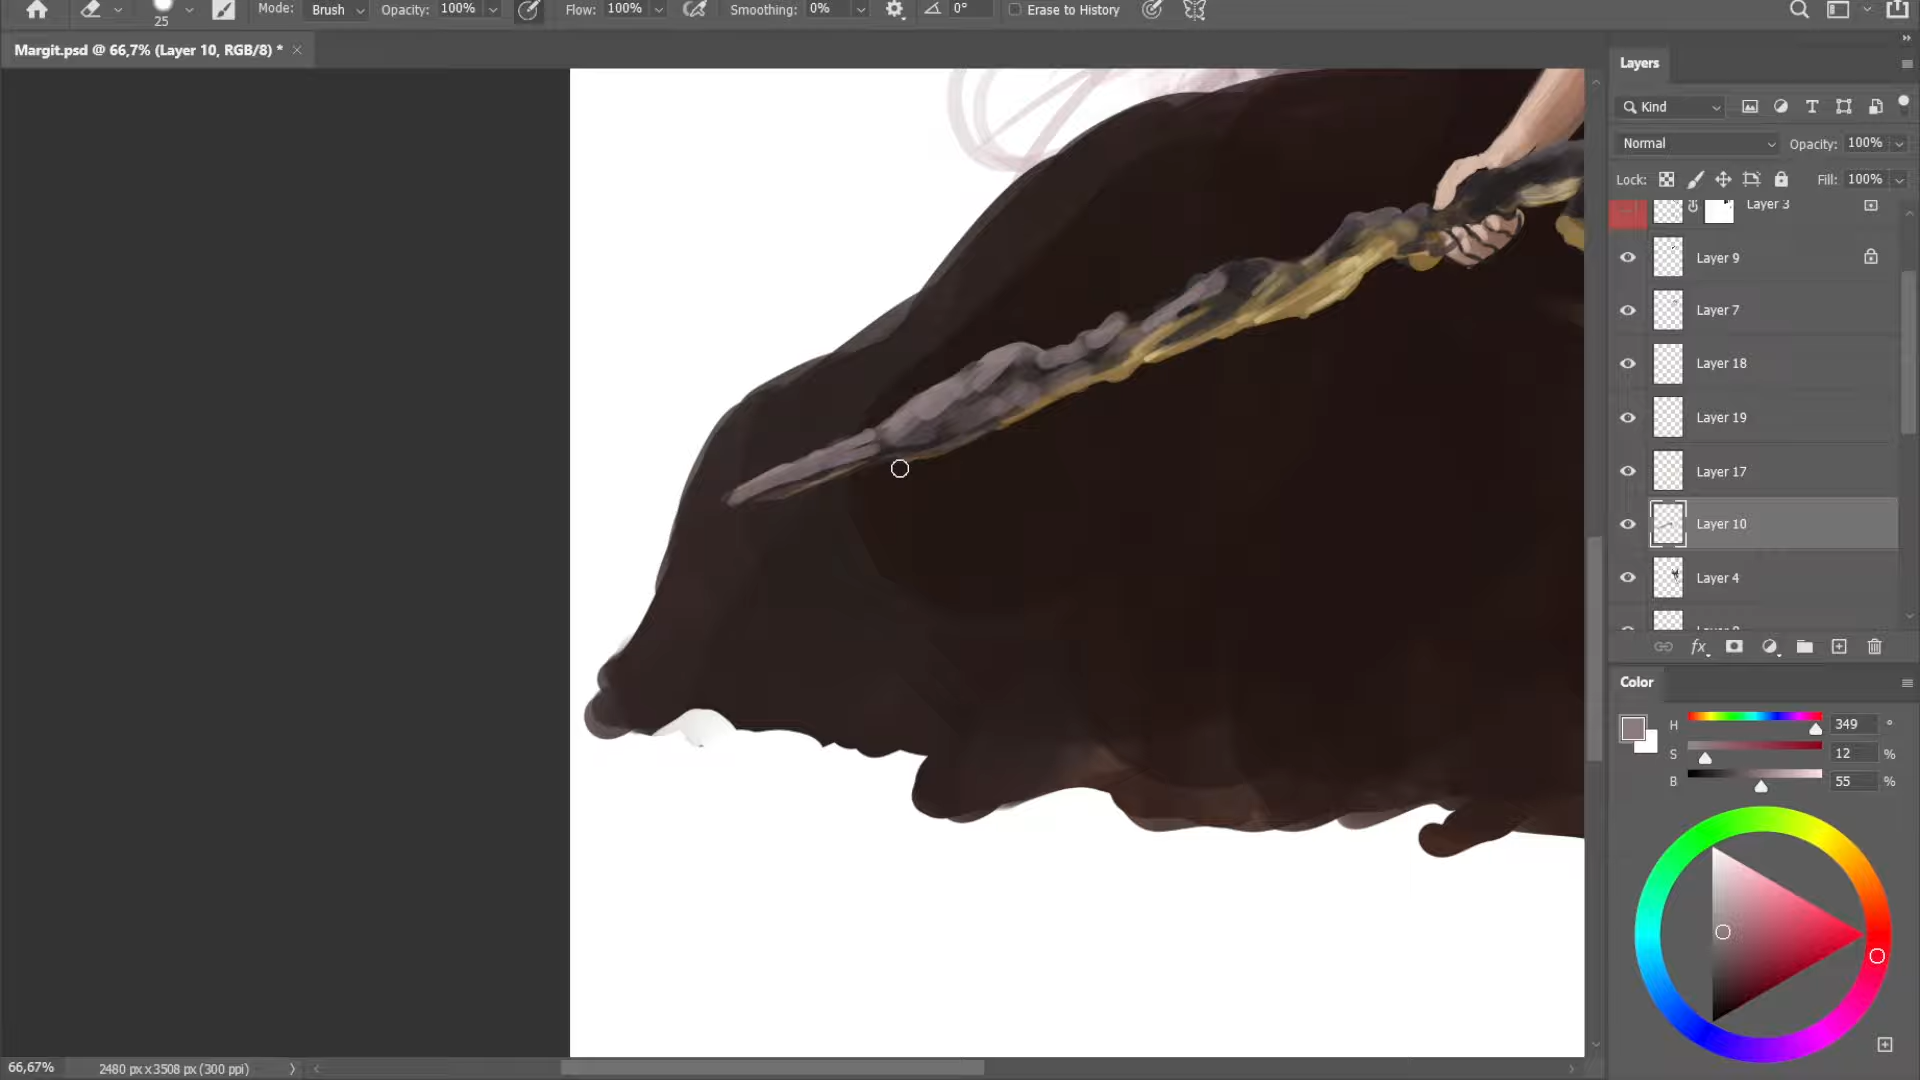 25
Mode: Brush Opacity: 100% Flow: 100% Smoothing: 0% 0° Erase to History
Margit.psd @ 66,7% (Layer 10, RGB/8) *
Layers
Kind
Normal Opacity: 100%
Lock: Fill: 100%
Layer 3
Layer 9
Layer 7
Layer 18
Layer 19
Layer 17
Layer 10
Layer 4
fx
Color
H 349 °
S 12 %
B 55 %
66,67% 2480 px x 3508 px (300 ppi)